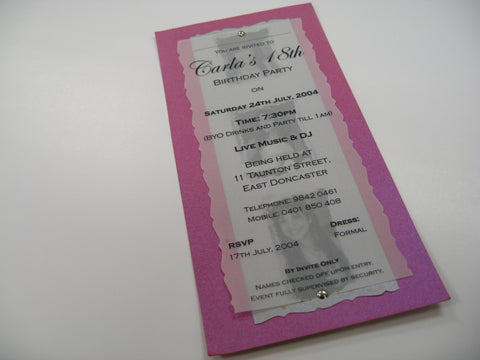 You are invited to
Carla's 18th
Birthday Party
on
Saturday 24th July, 2004
Time: 7:30pm
(BYO Drinks and Party till 1am)
Live Music & DJ
Being held at
11 Taunton Street,
East Doncaster
Telephone: 9842 0461
Mobile: 0401 850 408
RSVP Dress:
17th July, 2004 Formal
By Invite Only
Names checked off upon entry.
Event fully supervised by security.